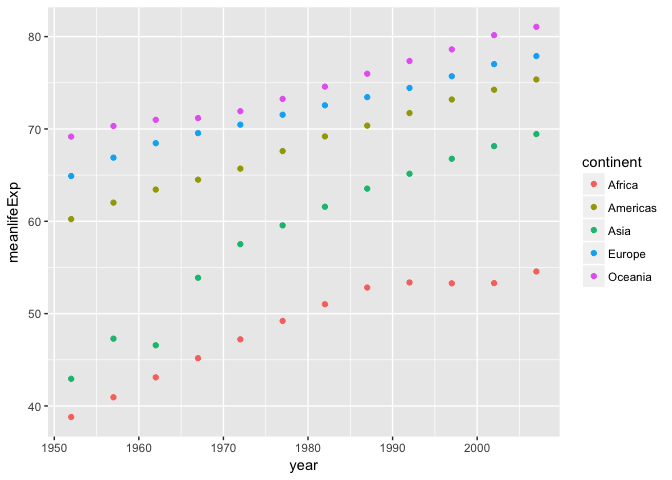 80
70
60
50
40
meanlifeExp
1950 1960 1970 1980 1990 2000
year
continent
Africa
Americas
Asia
Europe
Oceania